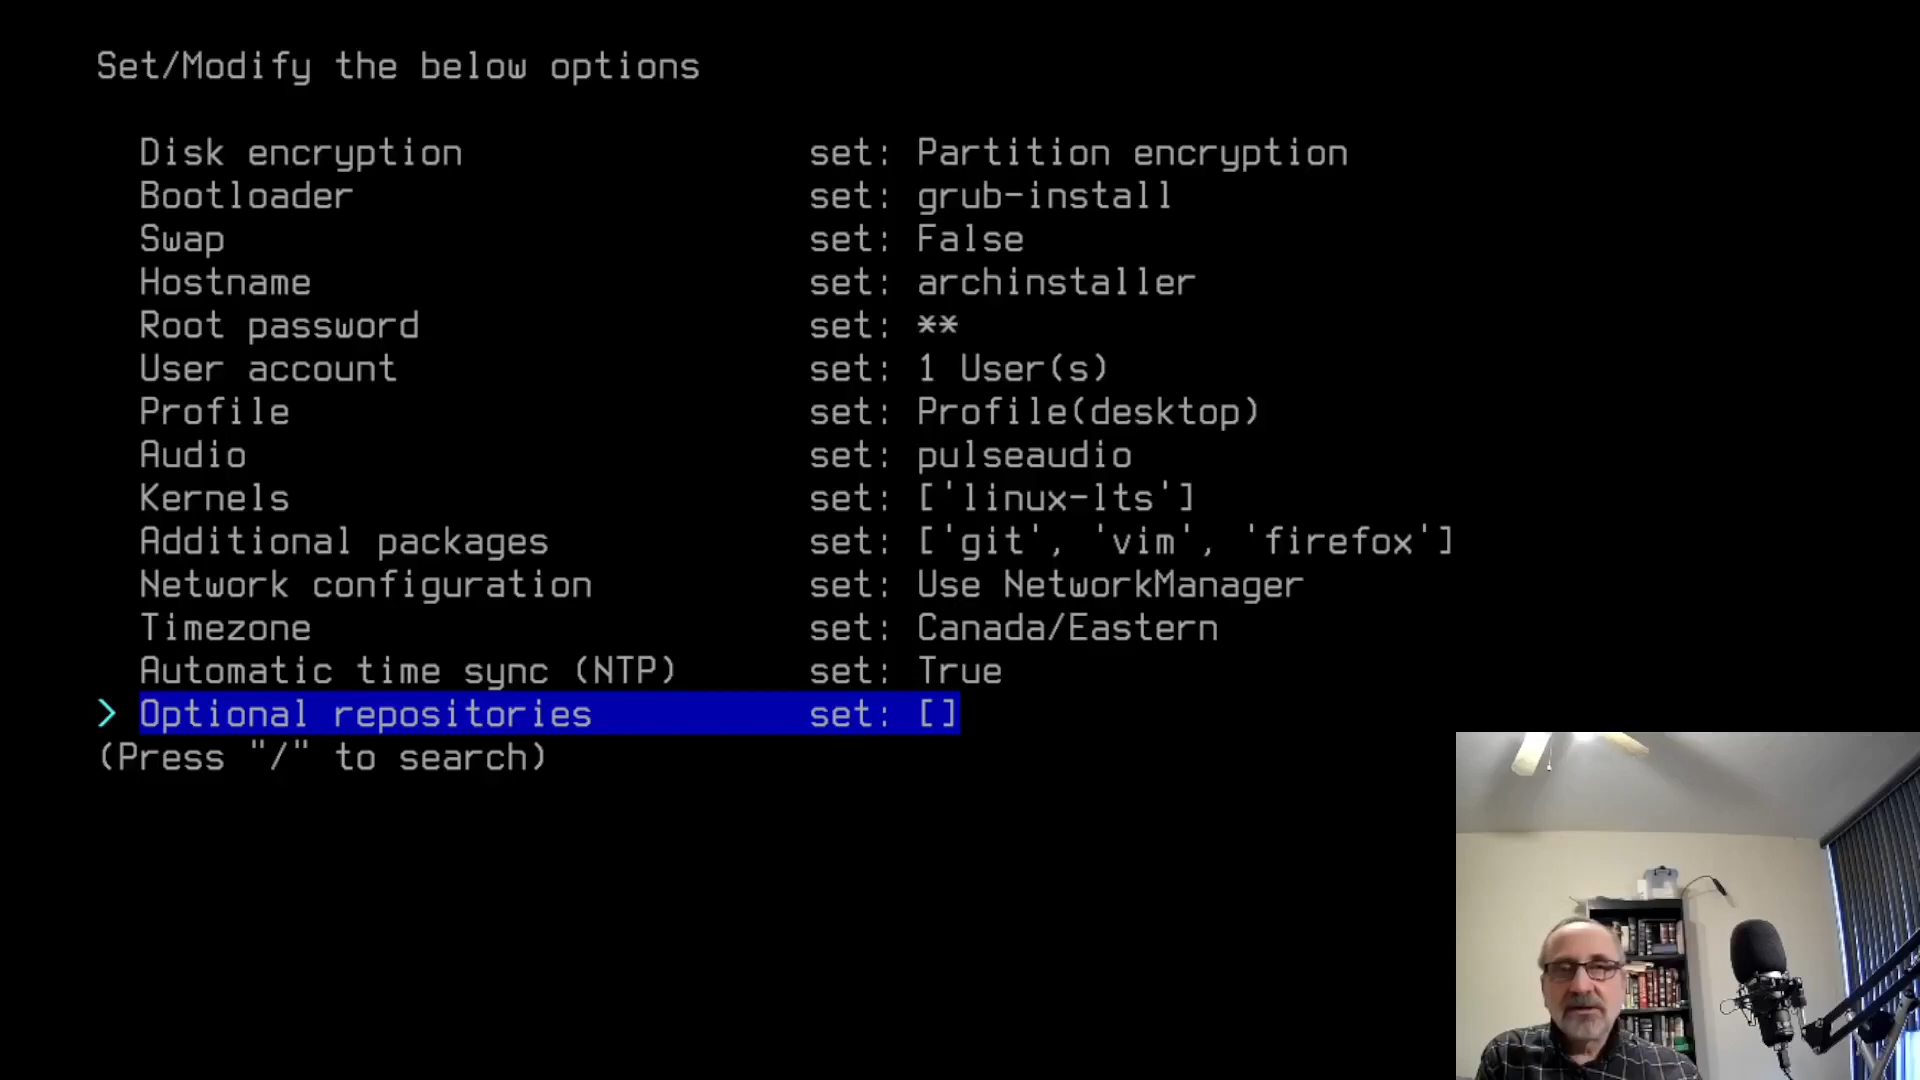 Set/Modify the below options
Disk encryption set: Partition encryption
Bootloader set: grub-install
Swap set: False
Hostname set: archinstaller
Root password set: **
User account set: 1 User(s)
Profile set: Profile(desktop)
Audio set: pulseaudio
Kernels set: ['linux-lts']
Additional packages set: ['git', 'vim', 'firefox']
Network configuration set: Use NetworkManager
Timezone set: Canada/Eastern
Automatic time sync (NTP) set: True
> Optional repositories set: []
(Press "/" to search)